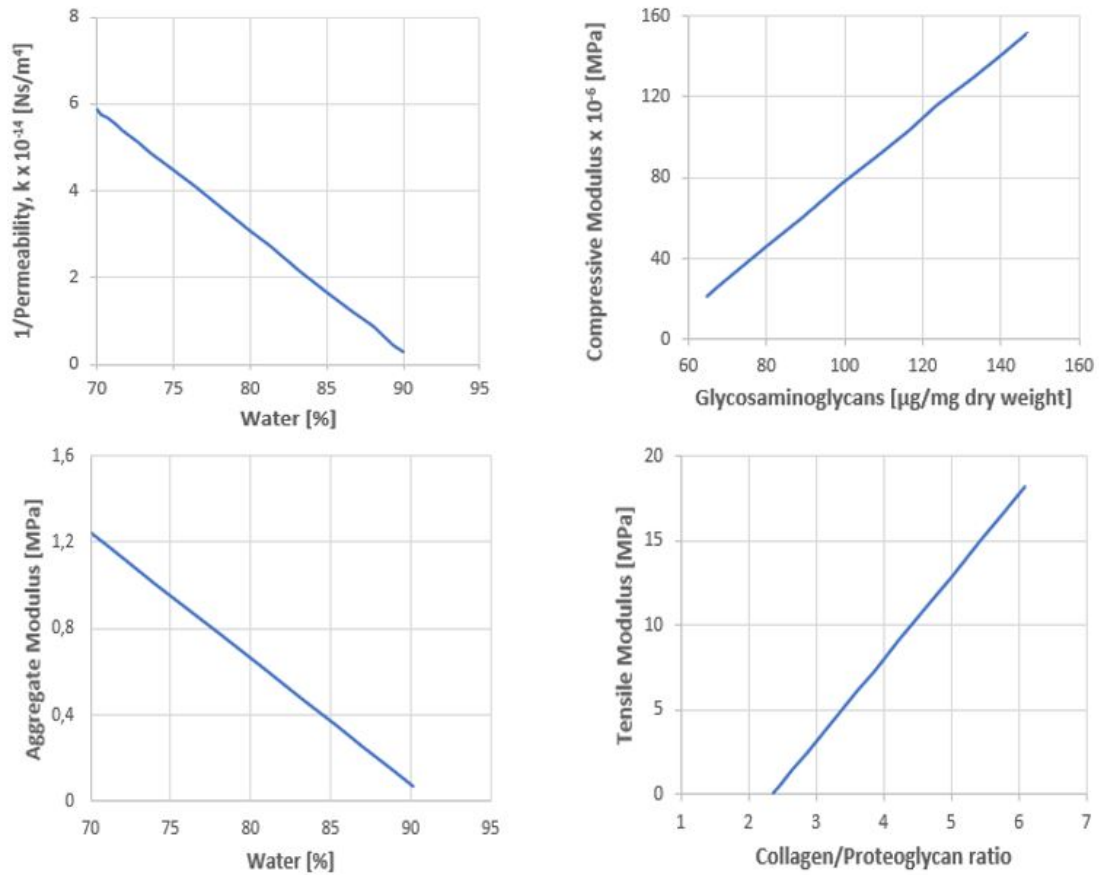 1/Permeability, k x 10⁻¹⁴ [Ns/m⁴]
8
6
4
2
0
70 75 80 85 90 95
Water [%]
Compressive Modulus x 10⁻⁶ [MPa]
160
120
80
40
0
60 80 100 120 140 160
Glycosaminoglycans [µg/mg dry weight]
Aggregate Modulus [MPa]
1,6
1,2
0,8
0,4
0
70 75 80 85 90 95
Water [%]
Tensile Modulus [MPa]
20
15
10
5
0
1 2 3 4 5 6 7
Collagen/Proteoglycan ratio